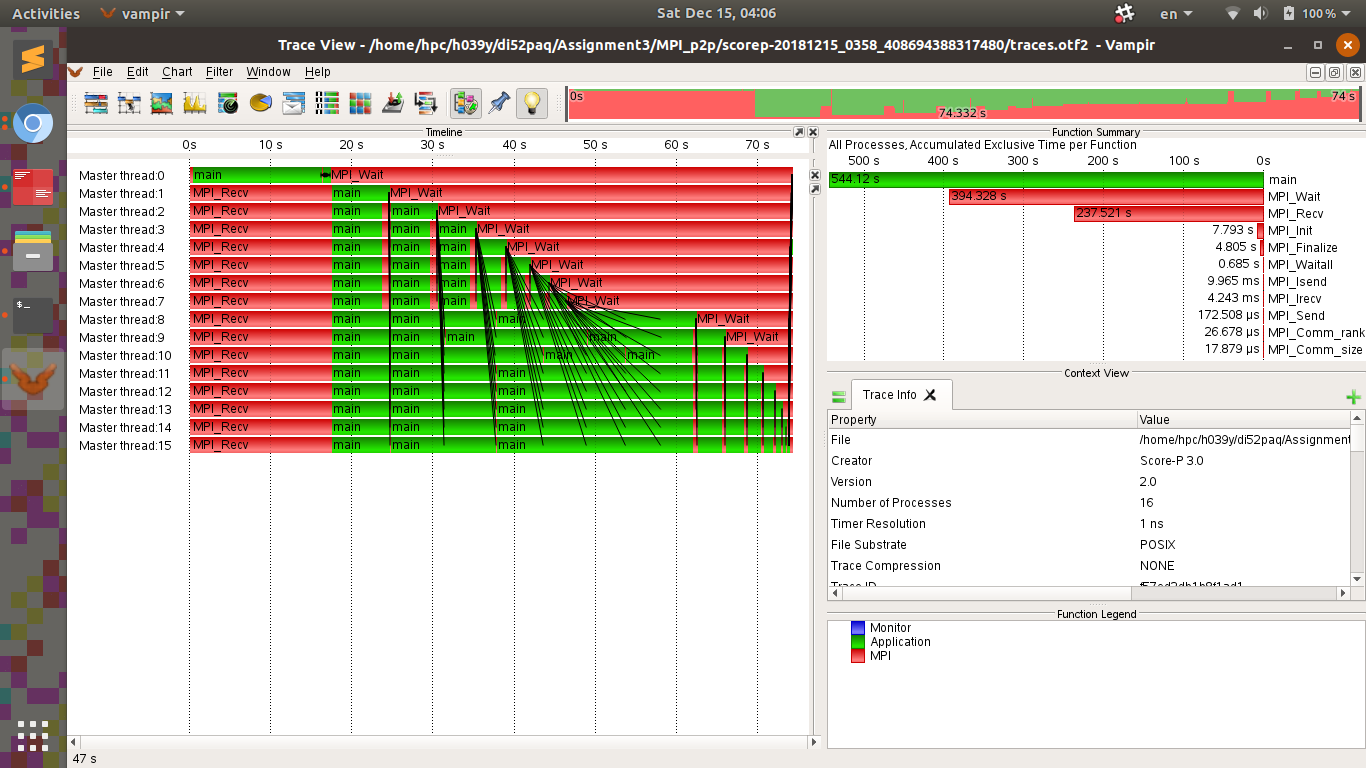 Activities vampir Sat Dec 15, 04:06 en 100 %
Trace View - /home/hpc/h039y/di52paq/Assignment3/MPI_p2p/scorep-20181215_0358_408694388317480/traces.otf2 - Vampir
File Edit Chart Filter Window Help
0s 74.332 s 74 s
Timeline
0s 10 s 20 s 30 s 40 s 50 s 60 s 70 s
Master thread:0 main MPI_Wait
Master thread:1 MPI_Recv main MPI_Wait
Master thread:2 MPI_Recv main main MPI_Wait
Master thread:3 MPI_Recv main main main MPI_Wait
Master thread:4 MPI_Recv main main main MPI_Wait
Master thread:5 MPI_Recv main main main MPI_Wait
Master thread:6 MPI_Recv main main main MPI_Wait
Master thread:7 MPI_Recv main main main MPI_Wait
Master thread:8 MPI_Recv main main MPI_Wait
Master thread:9 MPI_Recv main main main MPI_Wait
Master thread:10 MPI_Recv main main main
Master thread:11 MPI_Recv main main main
Master thread:12 MPI_Recv main main main
Master thread:13 MPI_Recv main main main
Master thread:14 MPI_Recv main main main
Master thread:15 MPI_Recv main main main
Function Summary
All Processes, Accumulated Exclusive Time per Function
500 s 400 s 300 s 200 s 100 s 0s
544.12 s main
394.328 s MPI_Wait
237.521 s MPI_Recv
7.793 s MPI_Init
4.805 s MPI_Finalize
0.685 s MPI_Waitall
9.965 ms MPI_Isend
4.243 ms MPI_Irecv
172.508 µs MPI_Send
26.678 µs MPI_Comm_rank
17.879 µs MPI_Comm_size
Context View
Trace Info
Property Value
File /home/hpc/h039y/di52paq/Assignment
Creator Score-P 3.0
Version 2.0
Number of Processes 16
Timer Resolution 1 ns
File Substrate POSIX
Trace Compression NONE
Trace ID
Function Legend
Monitor
Application
MPI
47 s